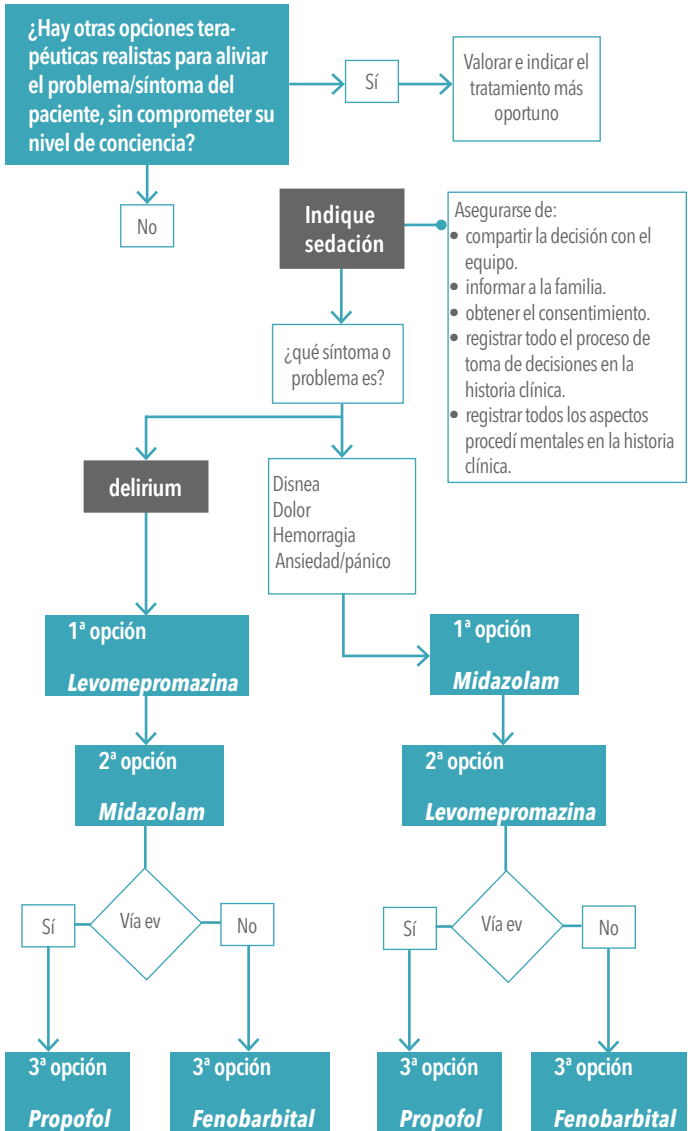 ¿Hay otras opciones tera-
péuticas realistas para aliviar
el problema/síntoma del
paciente, sin comprometer su
nivel de conciencia?
Sí
Valorar e indicar el
tratamiento más
oportuno
No
Indique
sedación
Asegurarse de:
• compartir la decisión con el
equipo.
• informar a la familia.
• obtener el consentimiento.
• registrar todo el proceso de
toma de decisiones en la
historia clínica.
• registrar todos los aspectos
procedí mentales en la historia
clínica.
¿qué síntoma o
problema es?
delirium
Disnea
Dolor
Hemorragia
Ansiedad/pánico
1ª opción
Levomepromazina
1ª opción
Midazolam
2ª opción
Midazolam
2ª opción
Levomepromazina
Sí
Vía ev
No
Sí
Vía ev
No
3ª opción
Propofol
3ª opción
Fenobarbital
3ª opción
Propofol
3ª opción
Fenobarbital